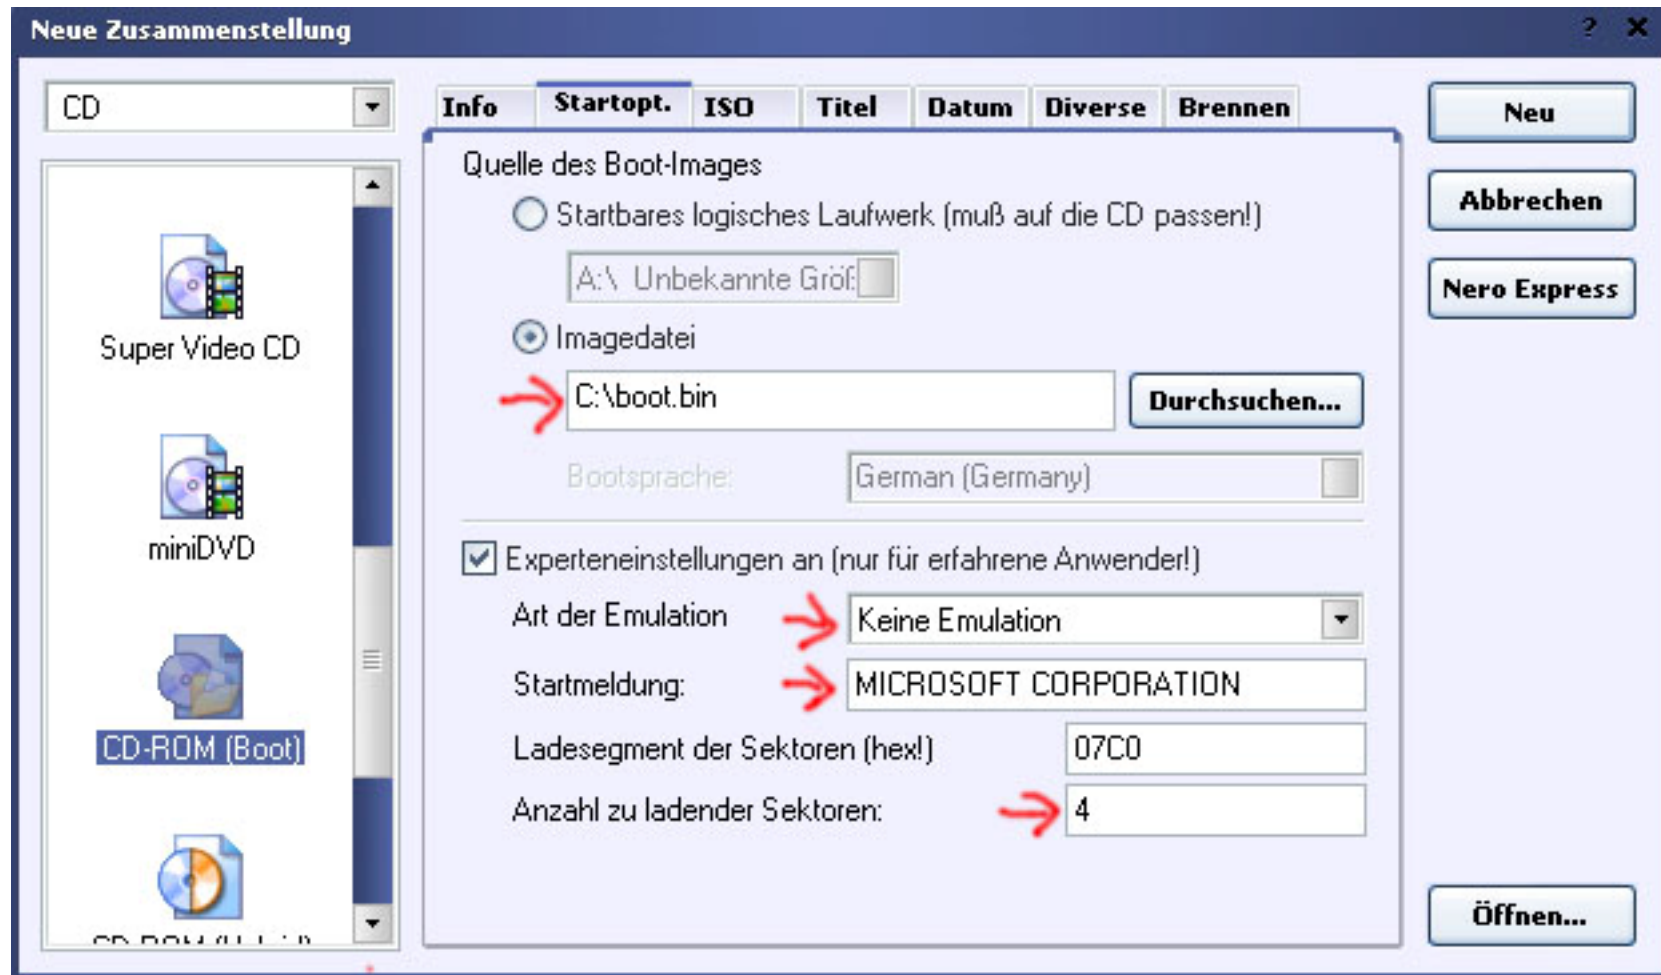 Neue Zusammenstellung
? X
CD
Super Video CD
miniDVD
CD-ROM (Boot)
Info Startopt. ISO Titel Datum Diverse Brennen
Quelle des Boot-Images
Startbares logisches Laufwerk (muß auf die CD passen!)
A:\ Unbekannte Größ
Imagedatei
C:\boot.bin
Durchsuchen...
Bootsprache:
German (Germany)
Experteneinstellungen an (nur für erfahrene Anwender!)
Art der Emulation
Keine Emulation
Startmeldung:
MICROSOFT CORPORATION
Ladesegment der Sektoren (hex!)
07C0
Anzahl zu ladender Sektoren:
4
Neu
Abbrechen
Nero Express
Öffnen...